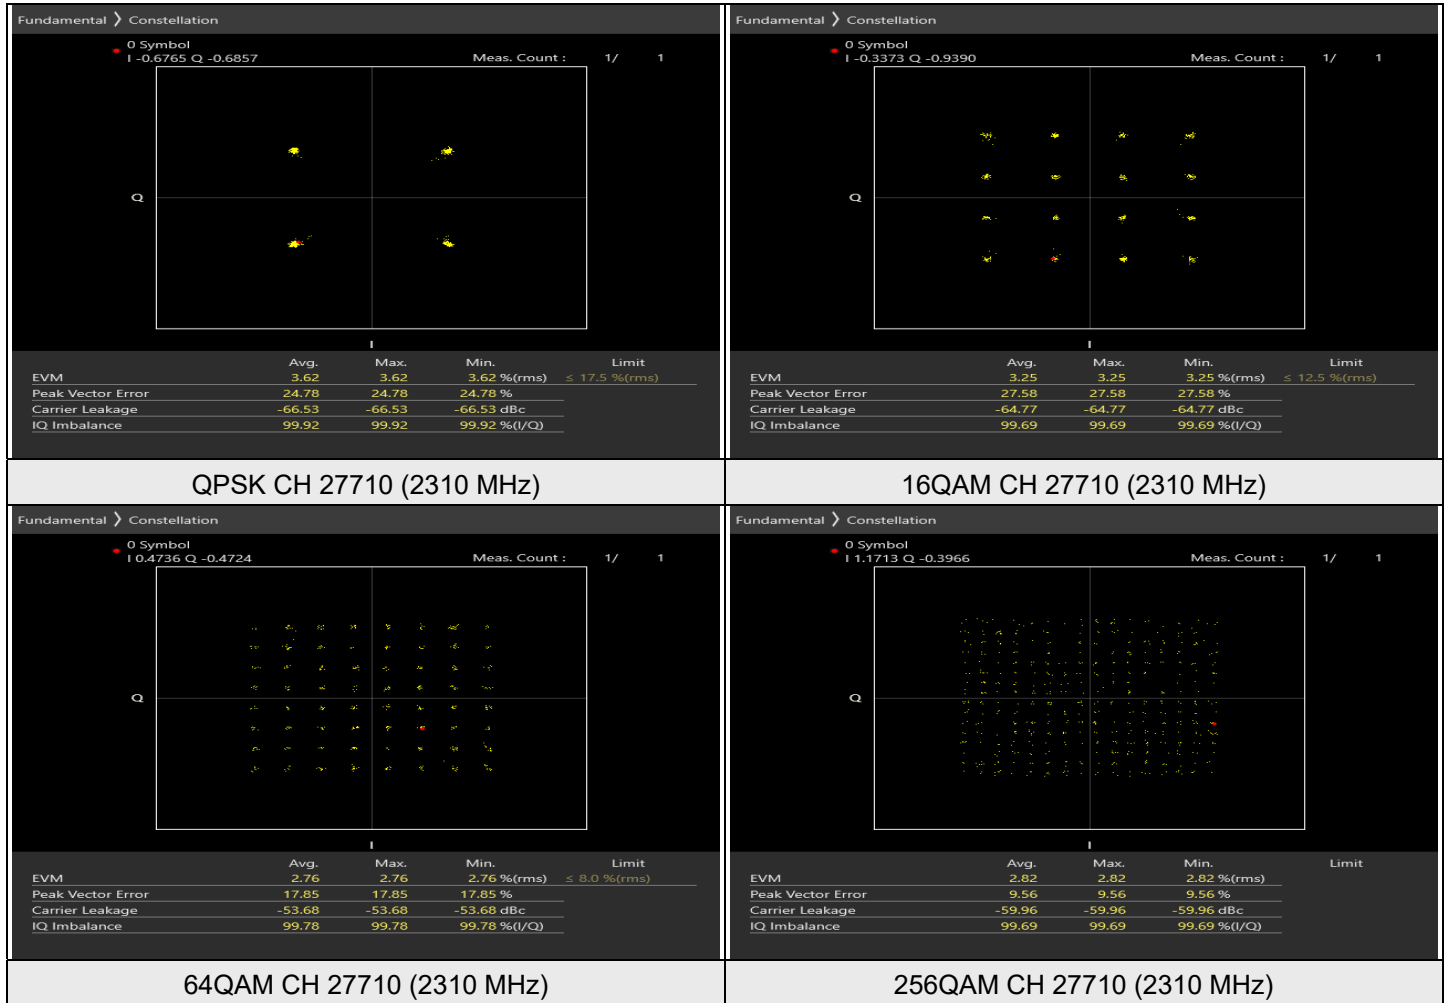 Fundamental ❯ Constellation
0 Symbol
I -0.6765 Q -0.6857 Meas. Count : 1/ 1
Q
I
Avg. Max. Min. Limit
EVM 3.62 3.62 3.62 %(rms) ≤ 17.5 %(rms)
Peak Vector Error 24.78 24.78 24.78 %
Carrier Leakage -66.53 -66.53 -66.53 dBc
IQ Imbalance 99.92 99.92 99.92 %(I/Q)
QPSK CH 27710 (2310 MHz)
Fundamental ❯ Constellation
0 Symbol
I -0.3373 Q -0.9390 Meas. Count : 1/ 1
Q
I
Avg. Max. Min. Limit
EVM 3.25 3.25 3.25 %(rms) ≤ 12.5 %(rms)
Peak Vector Error 27.58 27.58 27.58 %
Carrier Leakage -64.77 -64.77 -64.77 dBc
IQ Imbalance 99.69 99.69 99.69 %(I/Q)
16QAM CH 27710 (2310 MHz)
Fundamental ❯ Constellation
0 Symbol
I 0.4736 Q -0.4724 Meas. Count : 1/ 1
Q
I
Avg. Max. Min. Limit
EVM 2.76 2.76 2.76 %(rms) ≤ 8.0 %(rms)
Peak Vector Error 17.85 17.85 17.85 %
Carrier Leakage -53.68 -53.68 -53.68 dBc
IQ Imbalance 99.78 99.78 99.78 %(I/Q)
64QAM CH 27710 (2310 MHz)
Fundamental ❯ Constellation
0 Symbol
I 1.1713 Q -0.3966 Meas. Count : 1/ 1
Q
I
Avg. Max. Min. Limit
EVM 2.82 2.82 2.82 %(rms)
Peak Vector Error 9.56 9.56 9.56 %
Carrier Leakage -59.96 -59.96 -59.96 dBc
IQ Imbalance 99.69 99.69 99.69 %(I/Q)
256QAM CH 27710 (2310 MHz)